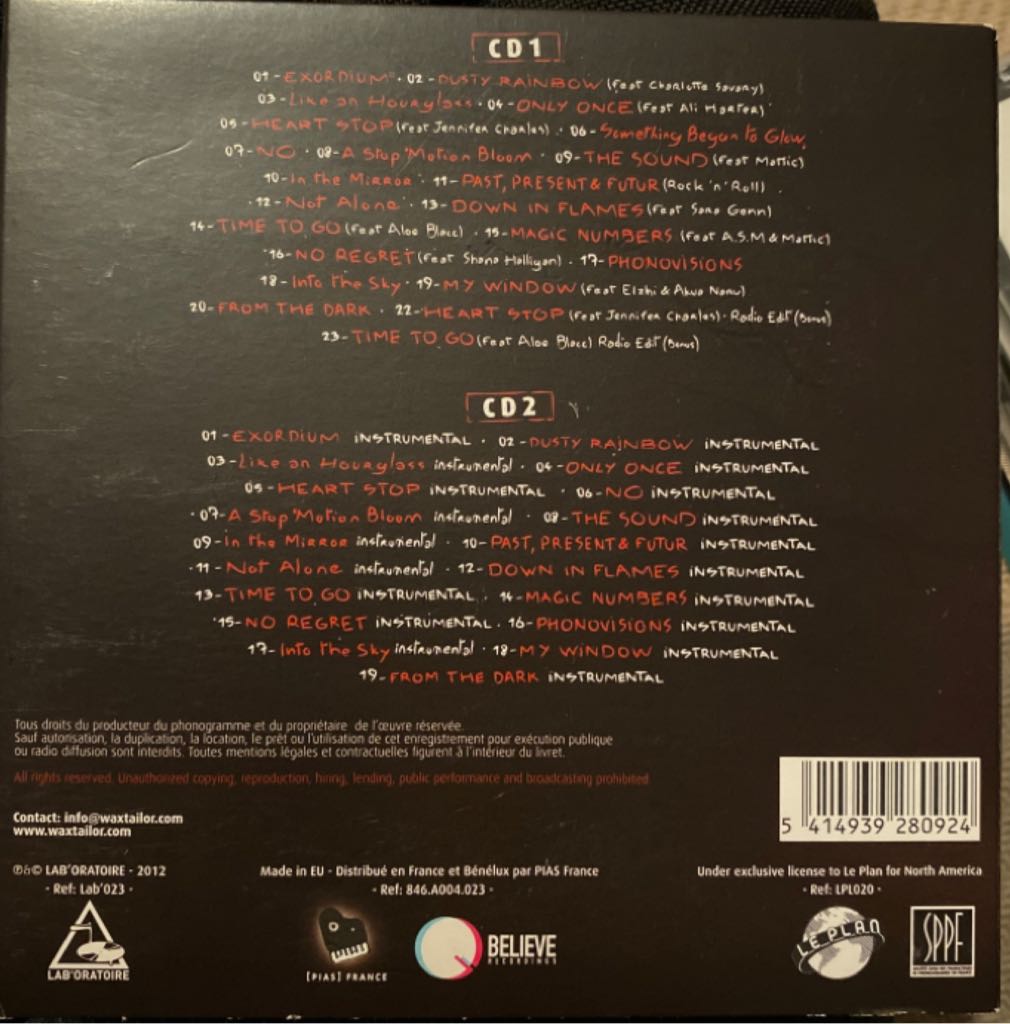 CD1
01-EXORDIUM · 02-DUSTY RAINBOW (feat Charlotte Savary)
03-Like an Hourglass · 04-ONLY ONCE (feat Ali Harter)
05-HEART STOP (feat Jennifer Charles) · 06-Something Began to Glow
07-NO · 08-A Stop Motion Bloom · 09-THE SOUND (feat Mattic)
10-In the Mirror · 11-PAST, PRESENT & FUTUR (Rock 'n' Roll)
12-Not Alone · 13-DOWN IN FLAMES (feat Sara Genn)
14-TIME TO GO (feat Aloe Blacc) · 15-MAGIC NUMBERS (feat A.S.M & Mattic)
16-NO REGRET (feat Shana Halligan) · 17-PHONOVISIONS
18-Into the Sky · 19-MY WINDOW (feat Elzhi & Akua Naru)
20-FROM THE DARK · 22-HEART STOP (feat Jennifer Charles) · Radio Edit (Bonus)
23-TIME TO GO (feat Aloe Blacc) Radio Edit (Bonus)
CD2
01-EXORDIUM INSTRUMENTAL · 02-DUSTY RAINBOW INSTRUMENTAL
03-Like an Hourglass instrumental · 04-ONLY ONCE INSTRUMENTAL
05-HEART STOP INSTRUMENTAL · 06-NO INSTRUMENTAL
07-A Stop Motion Bloom instrumental · 08-THE SOUND INSTRUMENTAL
09-in the Mirror instrumental · 10-PAST, PRESENT & FUTUR INSTRUMENTAL
11-Not Alone instrumental · 12-DOWN IN FLAMES INSTRUMENTAL
13-TIME TO GO INSTRUMENTAL · 14-MAGIC NUMBERS INSTRUMENTAL
15-NO REGRET INSTRUMENTAL · 16-PHONOVISIONS INSTRUMENTAL
17-Into the Sky instrumental · 18-MY WINDOW INSTRUMENTAL
19-FROM THE DARK INSTRUMENTAL
Tous droits du producteur du phonogramme et du propriétaire de l'œuvre réservée.
Sauf autorisation, la duplication, la location, le prêt ou l'utilisation de cet enregistrement pour exécution publique
ou radio diffusion sont interdits. Toutes mentions légales et contractuelles figurent à l'intérieur du livret.
All rights reserved. Unauthorized copying, reproduction, hiring, lending, public performance and broadcasting prohibited
Contact: info@waxtailor.com
www.waxtailor.com
5 414939 280924
℗&© LAB'ORATOIRE - 2012
- Ref: Lab'023 -
Made in EU - Distribué en France et Bénélux par PIAS France
- Ref: 846.A004.023 -
Under exclusive license to Le Plan for North America
- Ref: LPL020 -
LAB'ORATOIRE
[PIAS] FRANCE
BELIEVE
RECORDINGS
LE PLAN
SPPF